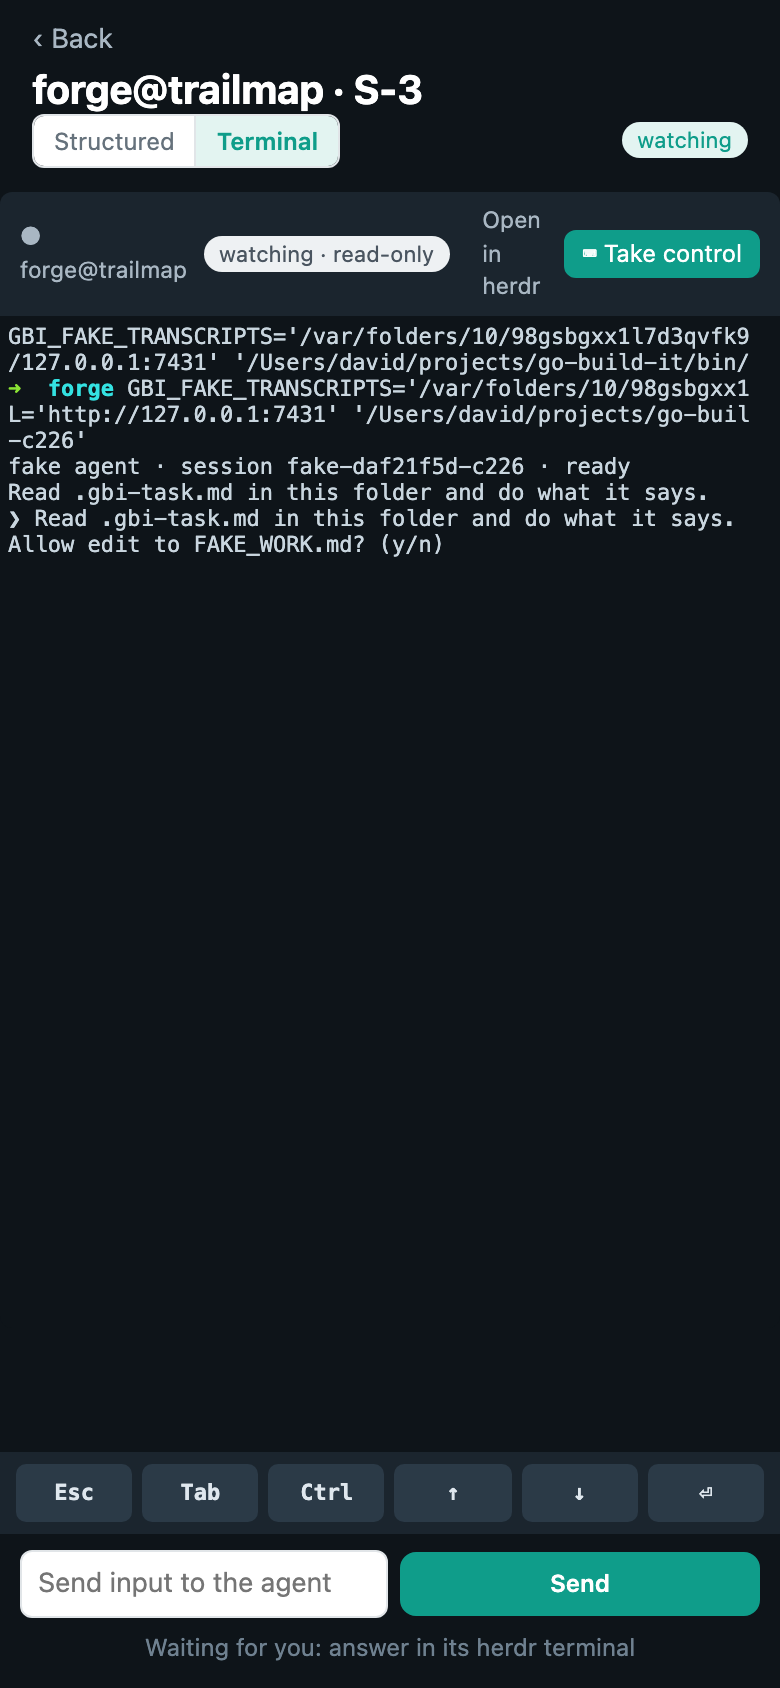 ‹ Back
forge@trailmap · S-3
Structured
Terminal
watching
forge@trailmap
watching · read-only
Open
in
herdr
Take control
GBI_FAKE_TRANSCRIPTS='/var/folders/10/98gsbgxx1l7d3qvfk9
/127.0.0.1:7431' '/Users/david/projects/go-build-it/bin/
➜  forge GBI_FAKE_TRANSCRIPTS='/var/folders/10/98gsbgxx1
L='http://127.0.0.1:7431' '/Users/david/projects/go-buil
-c226'
fake agent · session fake-daf21f5d-c226 · ready
Read .gbi-task.md in this folder and do what it says.
❯ Read .gbi-task.md in this folder and do what it says.
Allow edit to FAKE_WORK.md? (y/n)
Esc
Tab
Ctrl
↑
↓
⏎
Send input to the agent
Send
Waiting for you: answer in its herdr terminal